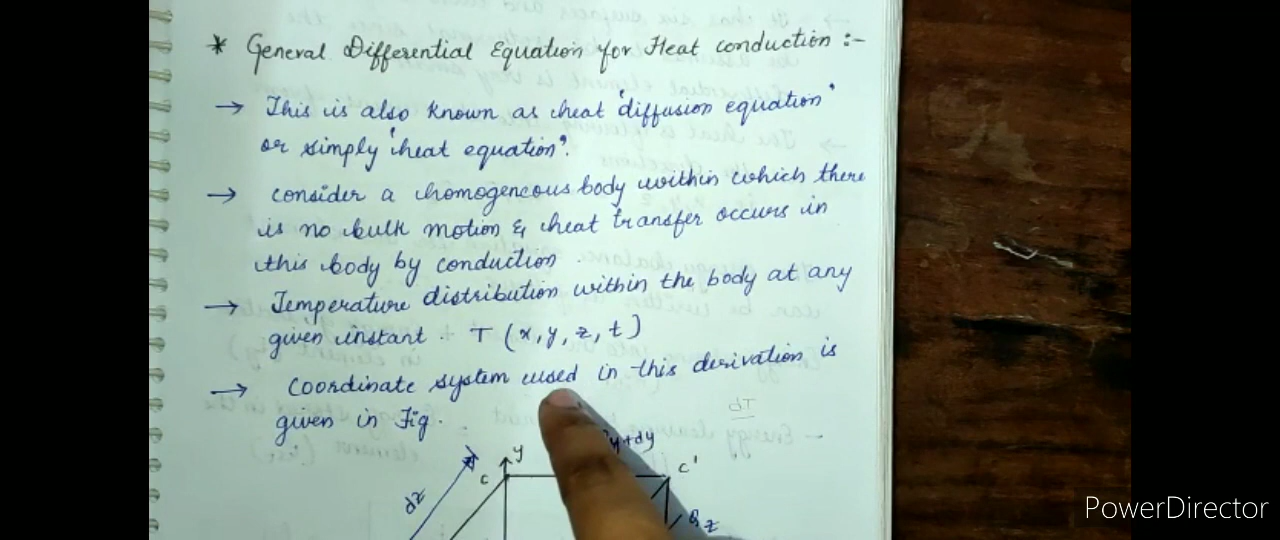 * General Differential Equation for Heat conduction :-
→ This is also known as heat 'diffusion equation'
or simply 'heat equation'.
→ consider a homogeneous body within which there
is no bulk motion & heat transfer occurs in
this body by conduction .
→ Temperature distribution within the body at any
given instant . T (x, y, z, t)
→ Coordinate system used in this derivation is
given in Fig .
y+dy
y
c
c'
dz
Q z
PowerDirector